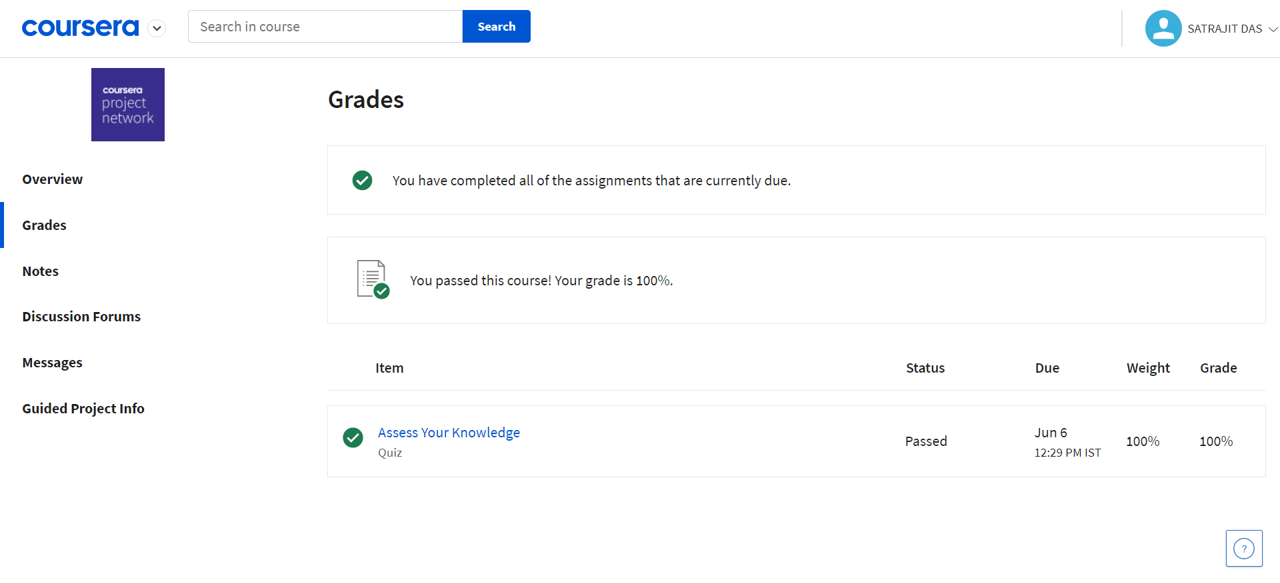 coursera
Search in course
Search
SATRAJIT DAS
coursera
project
network
Overview
Grades
Notes
Discussion Forums
Messages
Guided Project Info
Grades
You have completed all of the assignments that are currently due.
You passed this course! Your grade is 100%.
Item Status Due Weight Grade
Assess Your Knowledge
Quiz
Passed
Jun 6
12:29 PM IST
100%
100%
?